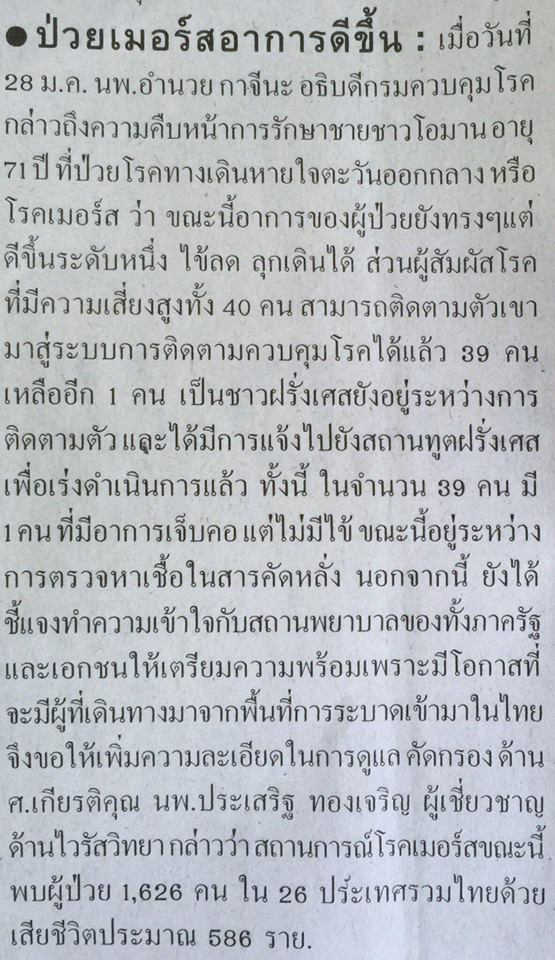 ● ป่วยเมอร์สอาการดีขึ้น : เมื่อวันที่
28 ม.ค. นพ.อำนวย กาจีนะ อธิบดีกรมควบคุมโรค
กล่าวถึงความคืบหน้าการรักษาชายชาวโอมาน อายุ
71 ปี ที่ป่วยโรคทางเดินหายใจตะวันออกกลาง หรือ
โรคเมอร์ส ว่า ขณะนี้อาการของผู้ป่วยยังทรงๆแต่
ดีขึ้นระดับหนึ่ง ไข้ลด ลุกเดินได้ ส่วนผู้สัมผัสโรค
ที่มีความเสี่ยงสูงทั้ง 40 คน สามารถติดตามตัวเขา
มาสู่ระบบการติดตามควบคุมโรคได้แล้ว 39 คน
เหลืออีก 1 คน เป็นชาวฝรั่งเศสยังอยู่ระหว่างการ
ติดตามตัว และได้มีการแจ้งไปยังสถานทูตฝรั่งเศส
เพื่อเร่งดำเนินการแล้ว ทั้งนี้ ในจำนวน 39 คน มี
1 คน ที่มีอาการเจ็บคอ แต่ไม่มีไข้ ขณะนี้อยู่ระหว่าง
การตรวจหาเชื้อในสารคัดหลั่ง นอกจากนี้ ยังได้
ชี้แจงทำความเข้าใจกับสถานพยาบาลของทั้งภาครัฐ
และเอกชนให้เตรียมความพร้อมเพราะมีโอกาสที่
จะมีผู้ที่เดินทางมาจากพื้นที่การระบาดเข้ามาในไทย
จึงขอให้เพิ่มความละเอียดในการดูแล คัดกรอง ด้าน
ศ.เกียรติคุณ นพ.ประเสริฐ ทองเจริญ ผู้เชี่ยวชาญ
ด้านไวรัสวิทยา กล่าวว่า สถานการณ์โรคเมอร์สขณะนี้
พบผู้ป่วย 1,626 คน ใน 26 ประเทศรวมไทยด้วย
เสียชีวิตประมาณ 586 ราย.